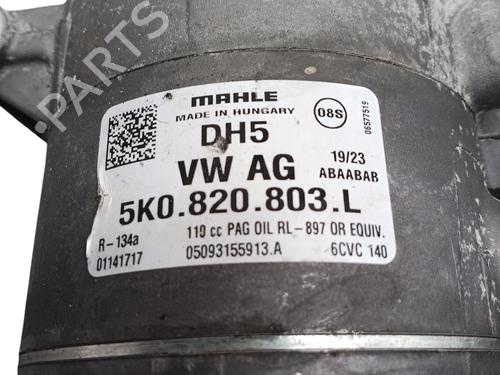 B-PARTS
MAHLE
MADE IN HUNGARY
08S
06577519
DH5
19/23
VW AG
ABAABAR
5K0.820.803.L
R-134a
110 cc PAG OIL RL-897 OR EQUIV.
01141717
05093155913.A
6CVC 140